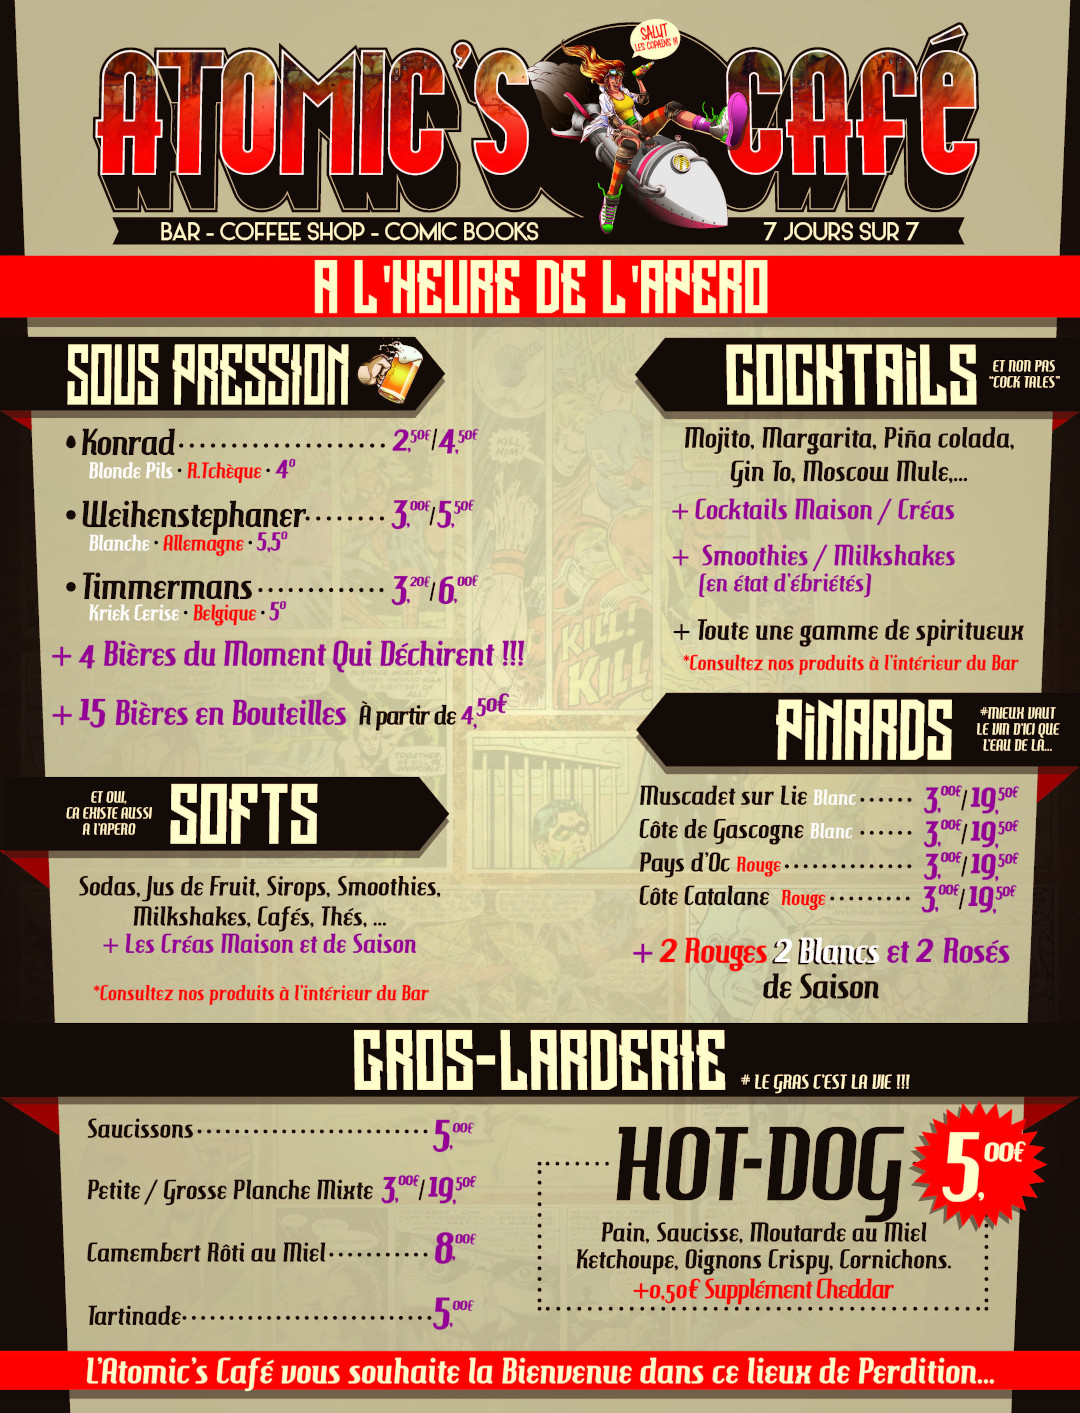 SALUT
LES COPAINS !!!
ATOMIC'S CAFÉ
BAR - COFFEE SHOP - COMIC BOOKS
7 JOURS SUR 7
A L'HEURE DE L'APERO
SOUS PRESSION
• Konrad.....................2,50€/4,50€
Blonde Pils • R.Tchèque • 4°
• Weihenstephaner........3,00€/5,50€
Blanche • Allemagne • 5,5°
• Timmermans.............3,20€/6,00€
Kriek Cerise • Belgique • 5°
+ 4 Bières du Moment Qui Déchirent !!!
+ 15 Bières en Bouteilles À partir de 4,50€
COCKTAILS
ET NON PAS
"COCK TALES"
Mojito, Margarita, Piña colada,
Gin To, Moscow Mule,...
+ Cocktails Maison / Créas
+ Smoothies / Milkshakes
(en état d'ébriétés)
+ Toute une gamme de spiritueux
*Consultez nos produits à l'intérieur du Bar
PINARDS
#MIEUX VAUT
LE VIN D'ICI QUE
L'EAU DE LÀ...
Muscadet sur Lie Blanc...... 3,00€/19,50€
Côte de Gascogne Blanc ...... 3,00€/19,50€
Pays d'Oc Rouge.............. 3,00€/19,50€
Côte Catalane Rouge......... 3,00€/19,50€
+ 2 Rouges 2 Blancs et 2 Rosés
de Saison
ET OUI,
CA EXISTE AUSSI
A l'APERO
SOFTS
Sodas, Jus de Fruit, Sirops, Smoothies,
Milkshakes, Cafés, Thés, ...
+ Les Créas Maison et de Saison
*Consultez nos produits à l'intérieur du Bar
GROS-LARDERIE
# LE GRAS C'EST LA VIE !!!
Saucissons.........................5,00€
Petite / Grosse Planche Mixte 3,00€/19,50€
Camembert Rôti au Miel...........8,00€
Tartinade...........................5,00€
HOT-DOG
5,00€
Pain, Saucisse, Moutarde au Miel
Ketchoupe, Oignons Crispy, Cornichons.
+0,50€ Supplément Cheddar
L'Atomic's Café vous souhaite la Bienvenue dans ce lieux de Perdition...